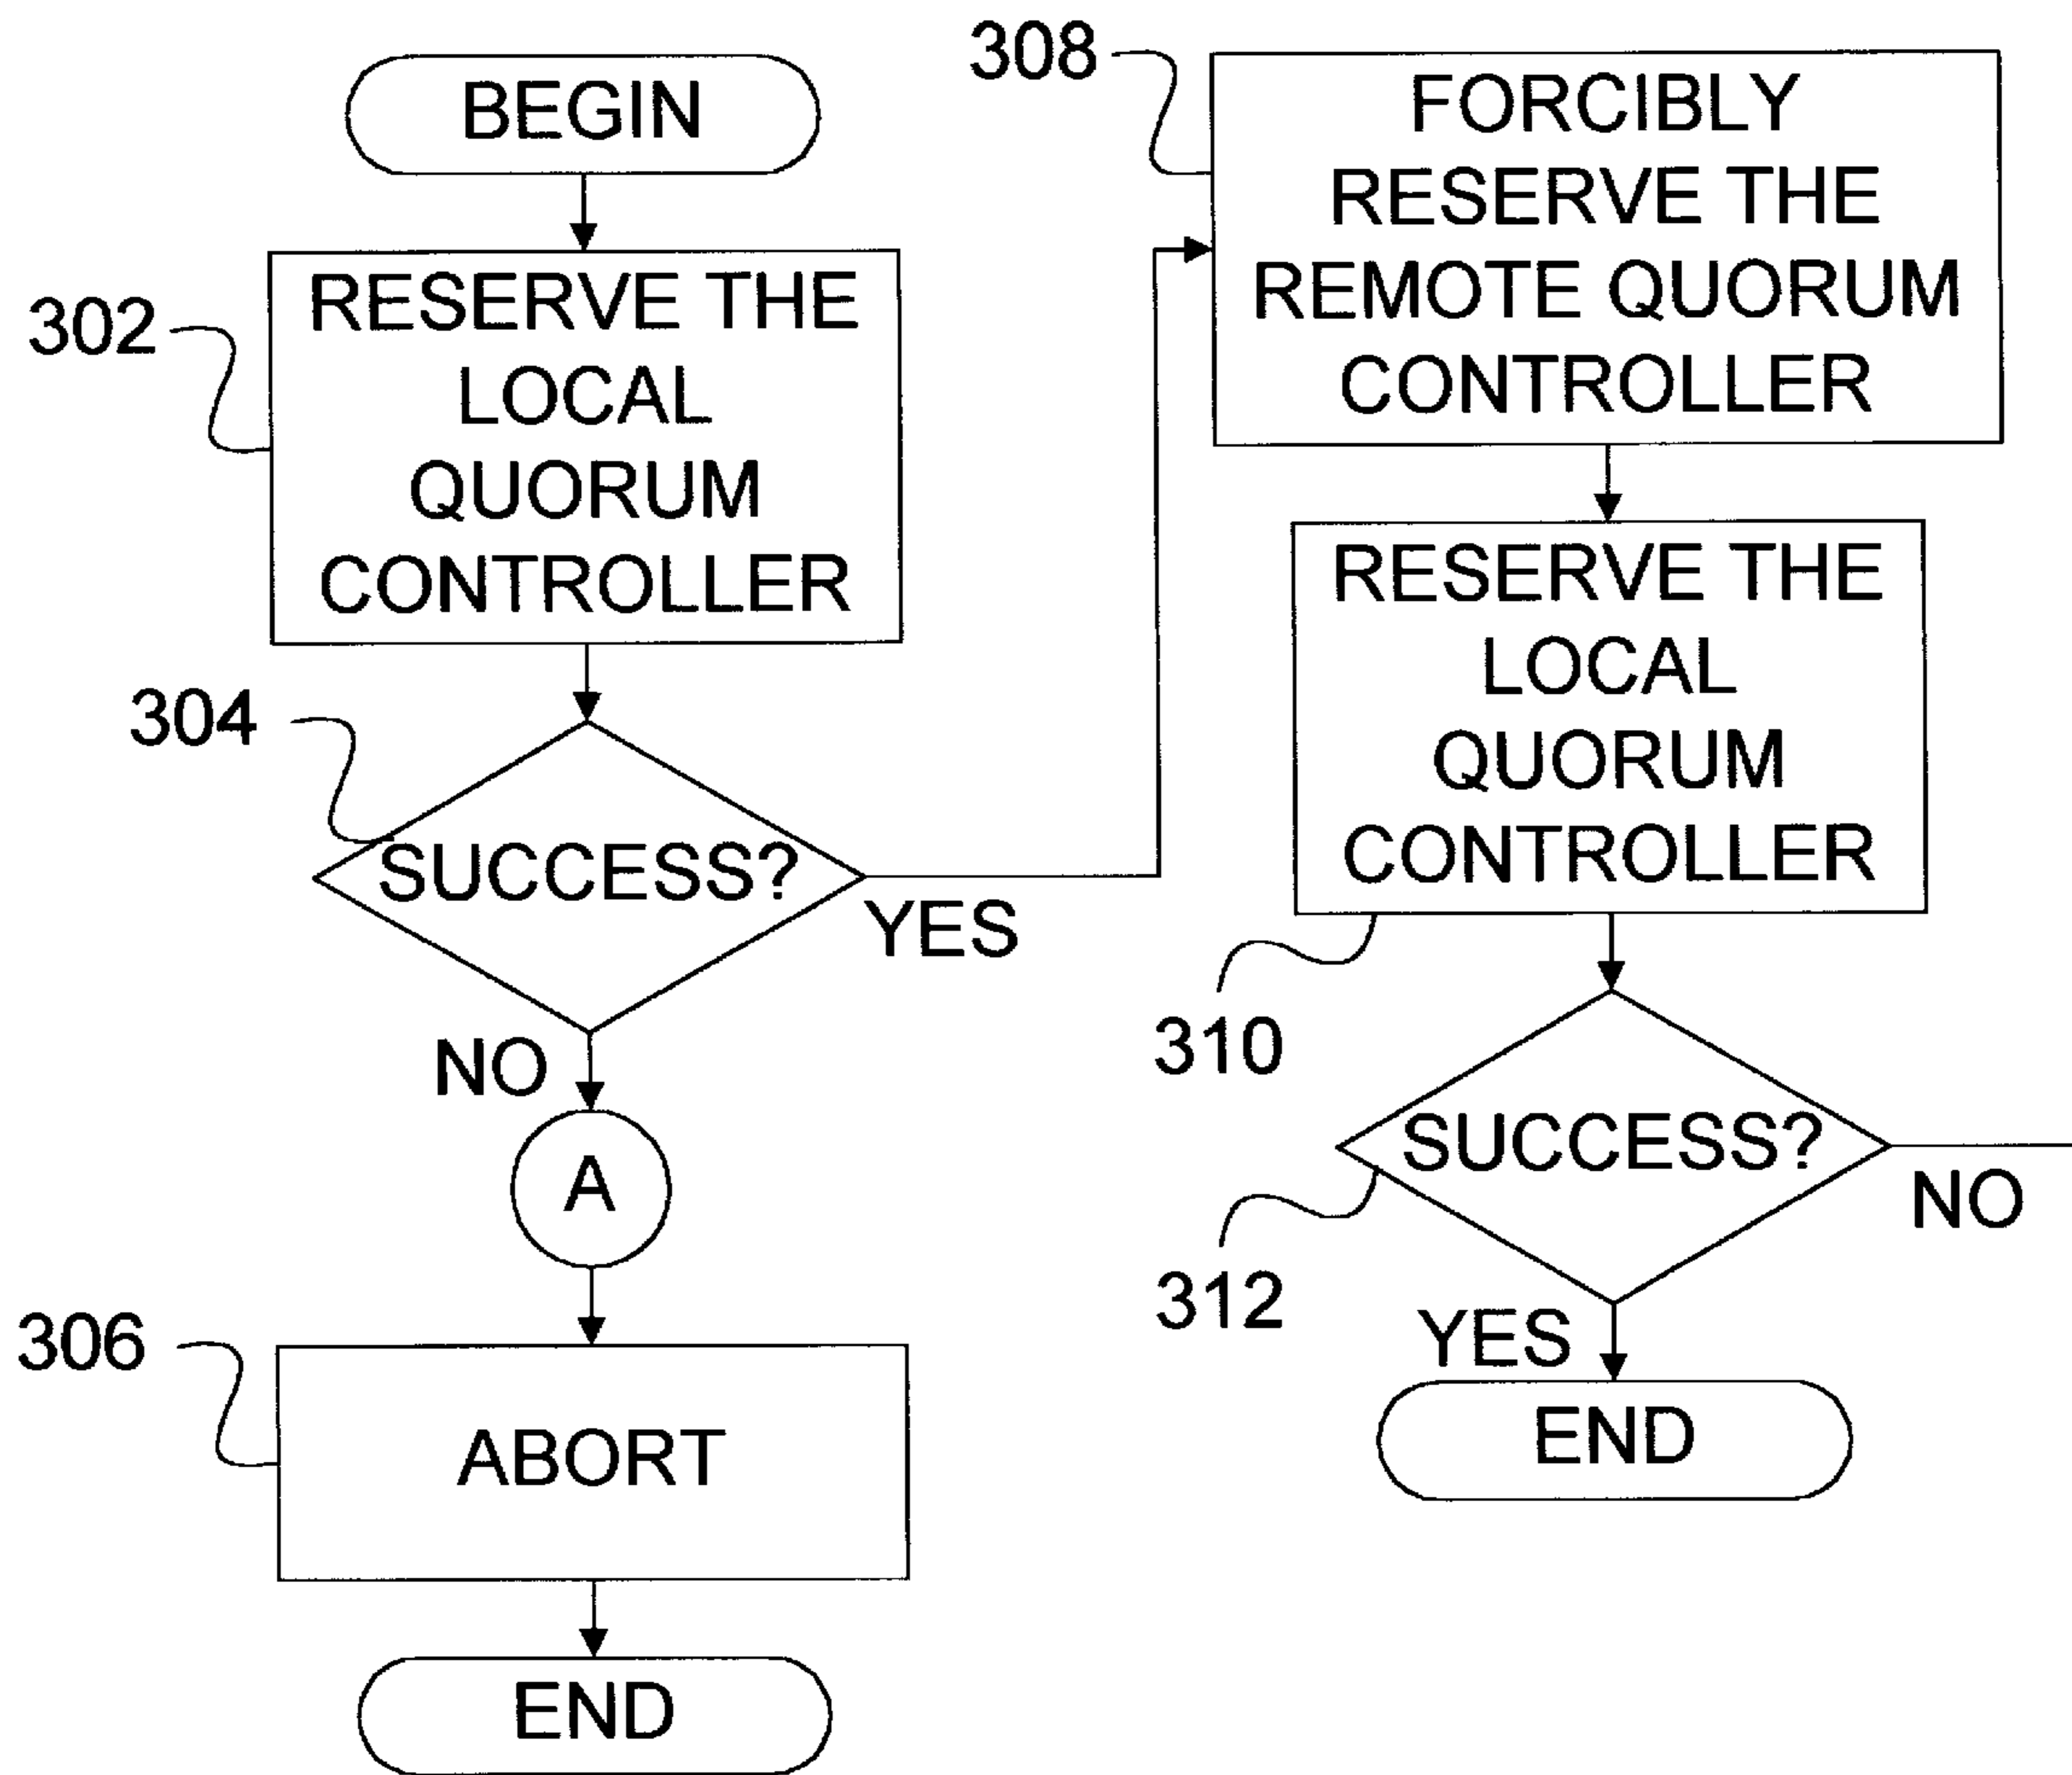 BEGIN
302
RESERVE THE
LOCAL
QUORUM
CONTROLLER
304
SUCCESS?
YES
NO
A
306
ABORT
END
308
FORCIBLY
RESERVE THE
REMOTE QUORUM
CONTROLLER
RESERVE THE
LOCAL
QUORUM
CONTROLLER
310
SUCCESS?
NO
312
YES
END